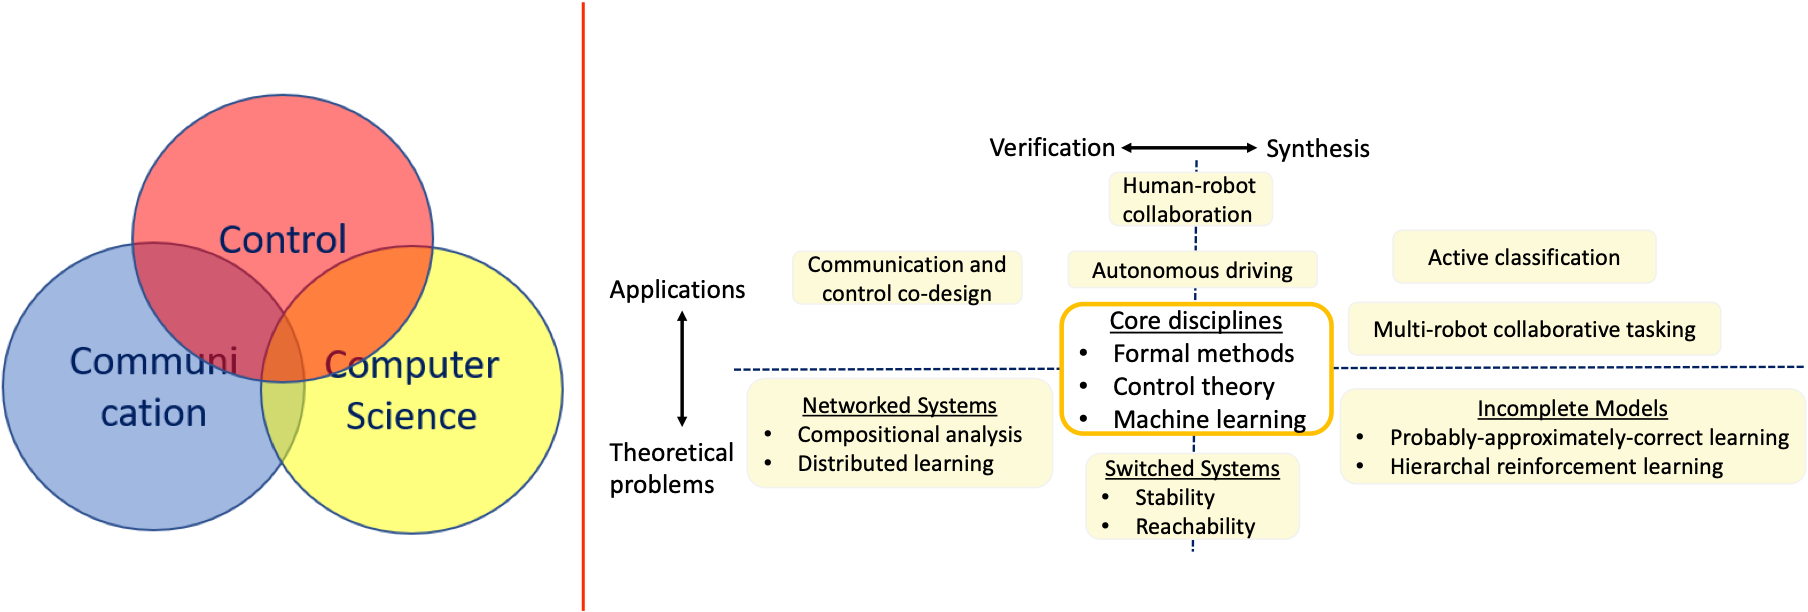 Control
Communi
cation
Computer
Science
Verification
Synthesis
Human-robot
collaboration
Applications
Communication and
control co-design
Autonomous driving
Active classification
Multi-robot collaborative tasking
Core disciplines
• Formal methods
• Control theory
• Machine learning
Theoretical
problems
Networked Systems
• Compositional analysis
• Distributed learning
Switched Systems
• Stability
• Reachability
Incomplete Models
• Probably-approximately-correct learning
• Hierarchal reinforcement learning